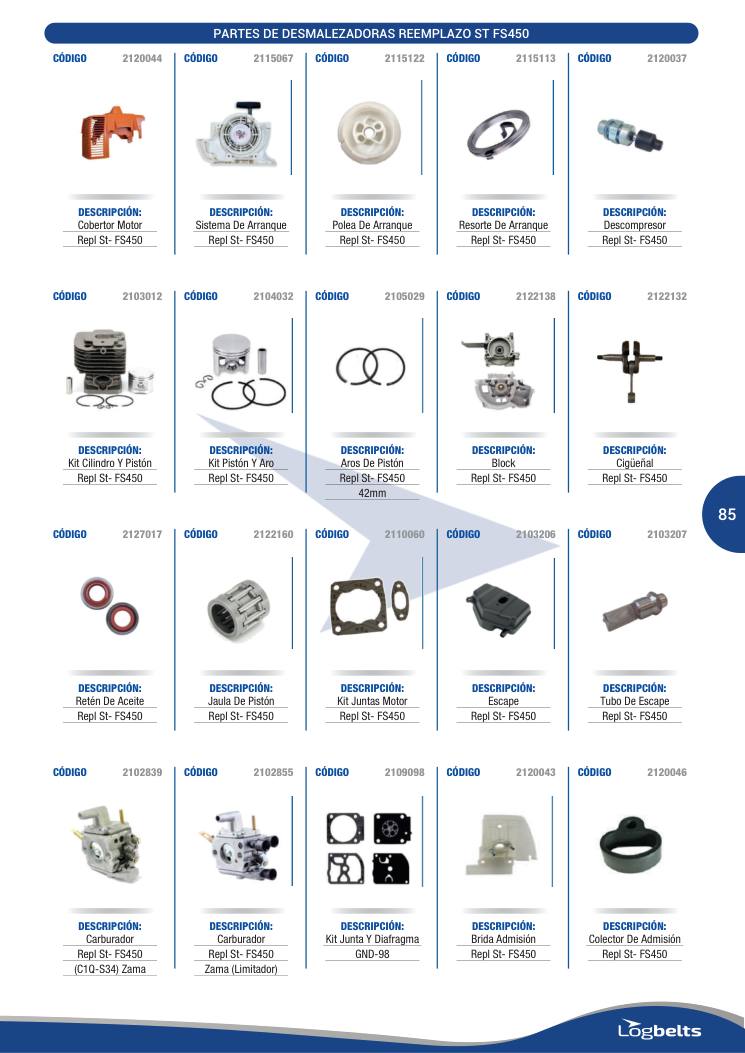 PARTES DE DESMALEZADORAS REEMPLAZO ST FS450
CÓDIGO 2120044
DESCRIPCIÓN:
Cobertor Motor
Repl St- FS450
CÓDIGO 2115067
DESCRIPCIÓN:
Sistema De Arranque
Repl St- FS450
CÓDIGO 2115122
DESCRIPCIÓN:
Polea De Arranque
Repl St- FS450
CÓDIGO 2115113
DESCRIPCIÓN:
Resorte De Arranque
Repl St- FS450
CÓDIGO 2120037
DESCRIPCIÓN:
Descompresor
Repl St- FS450
CÓDIGO 2103012
DESCRIPCIÓN:
Kit Cilindro Y Pistón
Repl St- FS450
CÓDIGO 2104032
DESCRIPCIÓN:
Kit Pistón Y Aro
Repl St- FS450
CÓDIGO 2105029
DESCRIPCIÓN:
Aros De Pistón
Repl St- FS450
42mm
CÓDIGO 2122138
DESCRIPCIÓN:
Block
Repl St- FS450
CÓDIGO 2122132
DESCRIPCIÓN:
Cigüeñal
Repl St- FS450
85
CÓDIGO 2127017
DESCRIPCIÓN:
Retén De Aceite
Repl St- FS450
CÓDIGO 2122160
DESCRIPCIÓN:
Jaula De Pistón
Repl St- FS450
CÓDIGO 2110060
DESCRIPCIÓN:
Kit Juntas Motor
Repl St- FS450
CÓDIGO 2103206
DESCRIPCIÓN:
Escape
Repl St- FS450
CÓDIGO 2103207
DESCRIPCIÓN:
Tubo De Escape
Repl St- FS450
CÓDIGO 2102839
DESCRIPCIÓN:
Carburador
Repl St- FS450
(C1Q-S34) Zama
CÓDIGO 2102855
DESCRIPCIÓN:
Carburador
Repl St- FS450
Zama (Limitador)
CÓDIGO 2109098
DESCRIPCIÓN:
Kit Junta Y Diafragma
GND-98
CÓDIGO 2120043
DESCRIPCIÓN:
Brida Admisión
Repl St- FS450
CÓDIGO 2120046
DESCRIPCIÓN:
Colector De Admisión
Repl St- FS450
Logbelts